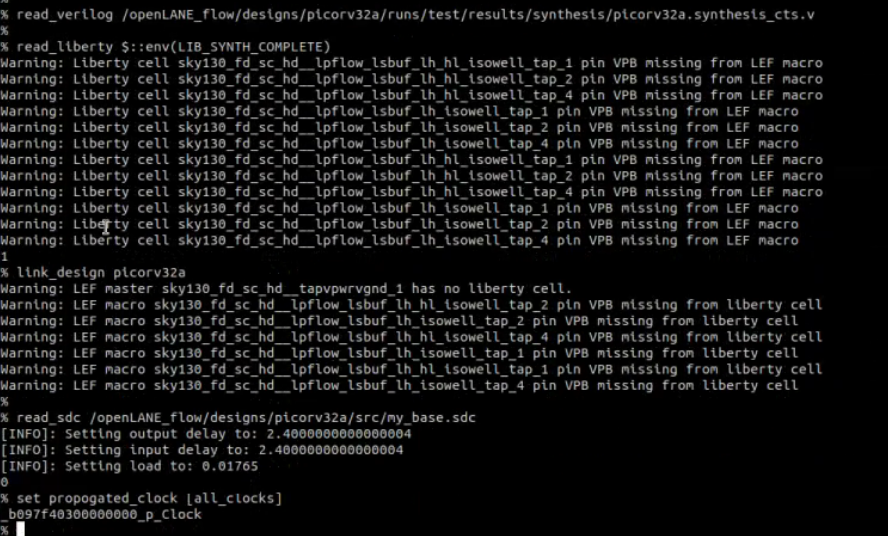 % read_verilog /openLANE_flow/designs/picorv32a/runs/test/results/synthesis/picorv32a.synthesis_cts.v
%
% read_liberty $::env(LIB_SYNTH_COMPLETE)
Warning: Liberty cell sky130_fd_sc_hd__lpflow_lsbuf_lh_hl_isowell_tap_1 pin VPB missing from LEF macro
Warning: Liberty cell sky130_fd_sc_hd__lpflow_lsbuf_lh_hl_isowell_tap_2 pin VPB missing from LEF macro
Warning: Liberty cell sky130_fd_sc_hd__lpflow_lsbuf_lh_hl_isowell_tap_4 pin VPB missing from LEF macro
Warning: Liberty cell sky130_fd_sc_hd__lpflow_lsbuf_lh_isowell_tap_1 pin VPB missing from LEF macro
Warning: Liberty cell sky130_fd_sc_hd__lpflow_lsbuf_lh_isowell_tap_2 pin VPB missing from LEF macro
Warning: Liberty cell sky130_fd_sc_hd__lpflow_lsbuf_lh_isowell_tap_4 pin VPB missing from LEF macro
Warning: Liberty cell sky130_fd_sc_hd__lpflow_lsbuf_lh_hl_isowell_tap_1 pin VPB missing from LEF macro
Warning: Liberty cell sky130_fd_sc_hd__lpflow_lsbuf_lh_hl_isowell_tap_2 pin VPB missing from LEF macro
Warning: Liberty cell sky130_fd_sc_hd__lpflow_lsbuf_lh_hl_isowell_tap_4 pin VPB missing from LEF macro
Warning: Liberty cell sky130_fd_sc_hd__lpflow_lsbuf_lh_isowell_tap_1 pin VPB missing from LEF macro
Warning: Liberty cell sky130_fd_sc_hd__lpflow_lsbuf_lh_isowell_tap_2 pin VPB missing from LEF macro
Warning: Liberty cell sky130_fd_sc_hd__lpflow_lsbuf_lh_isowell_tap_4 pin VPB missing from LEF macro
1
% link_design picorv32a
Warning: LEF master sky130_fd_sc_hd__tapvpwrvgnd_1 has no liberty cell.
Warning: LEF macro sky130_fd_sc_hd__lpflow_lsbuf_lh_hl_isowell_tap_2 pin VPB missing from liberty cell
Warning: LEF macro sky130_fd_sc_hd__lpflow_lsbuf_lh_isowell_tap_2 pin VPB missing from liberty cell
Warning: LEF macro sky130_fd_sc_hd__lpflow_lsbuf_lh_hl_isowell_tap_4 pin VPB missing from liberty cell
Warning: LEF macro sky130_fd_sc_hd__lpflow_lsbuf_lh_isowell_tap_1 pin VPB missing from liberty cell
Warning: LEF macro sky130_fd_sc_hd__lpflow_lsbuf_lh_hl_isowell_tap_1 pin VPB missing from liberty cell
Warning: LEF macro sky130_fd_sc_hd__lpflow_lsbuf_lh_isowell_tap_4 pin VPB missing from liberty cell
%
% read_sdc /openLANE_flow/designs/picorv32a/src/my_base.sdc
[INFO]: Setting output delay to: 2.4000000000000004
[INFO]: Setting input delay to: 2.4000000000000004
[INFO]: Setting load to: 0.01765
0
% set propogated_clock [all_clocks]
_b097f40300000000_p_Clock
%